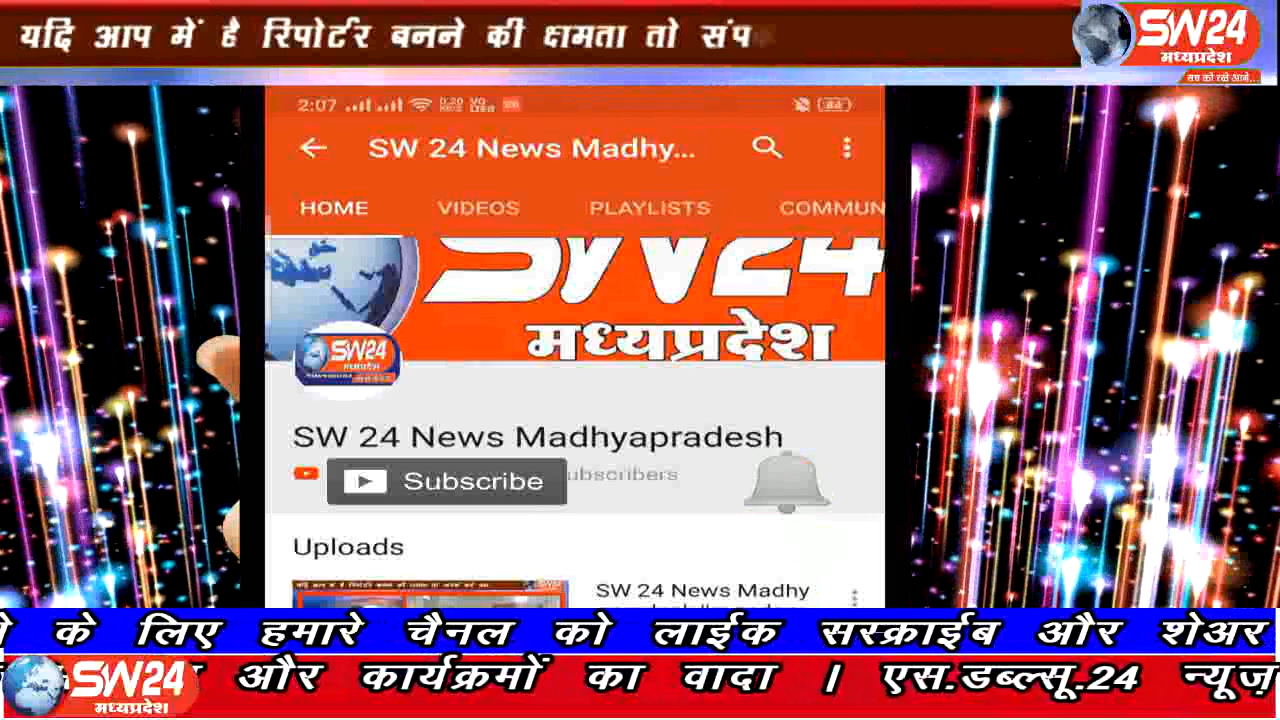 यदि आप में है रिपोर्टर बनने की क्षमता तो संप
SW24
मध्यप्रदेश
2:07
SW 24 News Madhy...
HOME VIDEOS PLAYLISTS COMMUN
SW24
मध्यप्रदेश
SW24
SW 24 News Madhyapradesh
Subscribe ubscribers
Uploads
SW 24 News Madhy
के लिए हमारे चैनल को लाईक सस्क्राईब और शेअर
और कार्यक्रमों का वादा । एस.डब्ल्सू.24 न्यूज़
SW24
मध्यप्रदेश